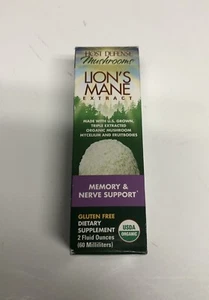 HOST DEFENSE
Mushrooms
LION'S
MANE
EXTRACT
MADE WITH U.S. GROWN,
TRIPLE EXTRACTED
ORGANIC MUSHROOM
MYCELIUM AND FRUITBODIES
MEMORY &
NERVE SUPPORT*
GLUTEN FREE
DIETARY
SUPPLEMENT
2 Fluid Ounces
(60 Milliliters)
USDA
ORGANIC